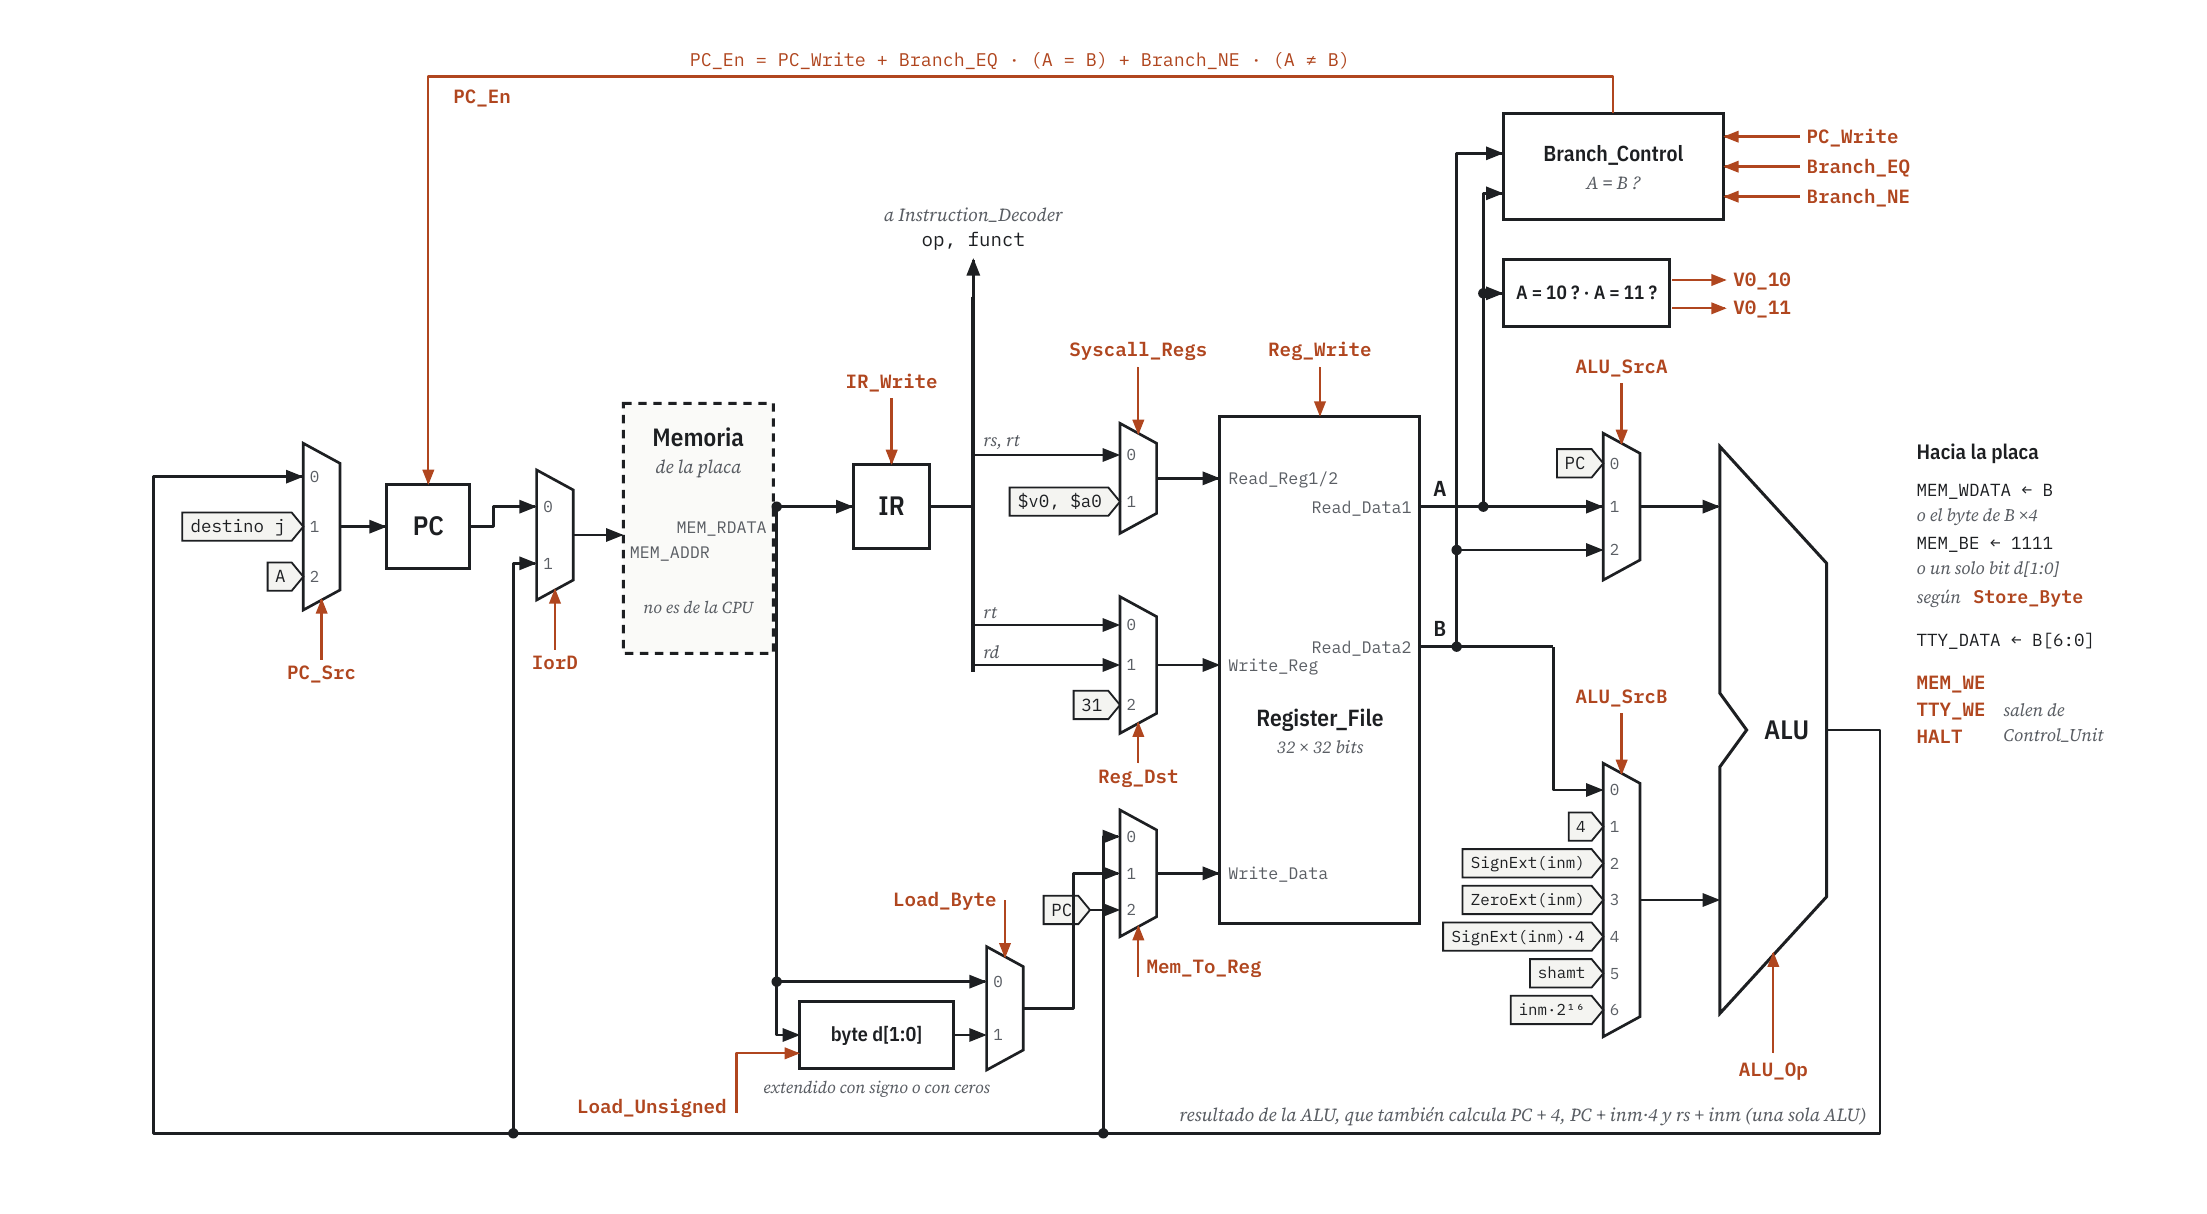 PC_En = PC_Write + Branch_EQ · (A = B) + Branch_NE · (A ≠ B)
PC_En
Branch_Control
A = B ?
PC_Write
Branch_EQ
Branch_NE
a Instruction_Decoder
op, funct
A = 10 ? · A = 11 ?
V0_10
V0_11
Syscall_Regs
Reg_Write
IR_Write
ALU_SrcA
Memoria
de la placa
MEM_RDATA
MEM_ADDR
no es de la CPU
0
destino j
1
A
2
PC_Src
PC
0
1
IorD
IR
rs, rt
0
$v0, $a0
1
rt
0
rd
1
31
2
Reg_Dst
Read_Reg1/2
Read_Data1
Read_Data2
Write_Reg
Register_File
32 × 32 bits
Write_Data
A
B
PC
0
1
2
ALU_SrcB
0
4
1
SignExt(inm)
2
ZeroExt(inm)
3
SignExt(inm)·4
4
shamt
5
inm·2¹⁶
6
ALU
ALU_Op
Hacia la placa
MEM_WDATA ← B
o el byte de B ×4
MEM_BE ← 1111
o un solo bit d[1:0]
según Store_Byte
TTY_DATA ← B[6:0]
MEM_WE
TTY_WE salen de
HALT Control_Unit
0
1
PC
2
Mem_To_Reg
Load_Byte
0
byte d[1:0]
1
extendido con signo o con ceros
Load_Unsigned
resultado de la ALU, que también calcula PC + 4, PC + inm·4 y rs + inm (una sola ALU)